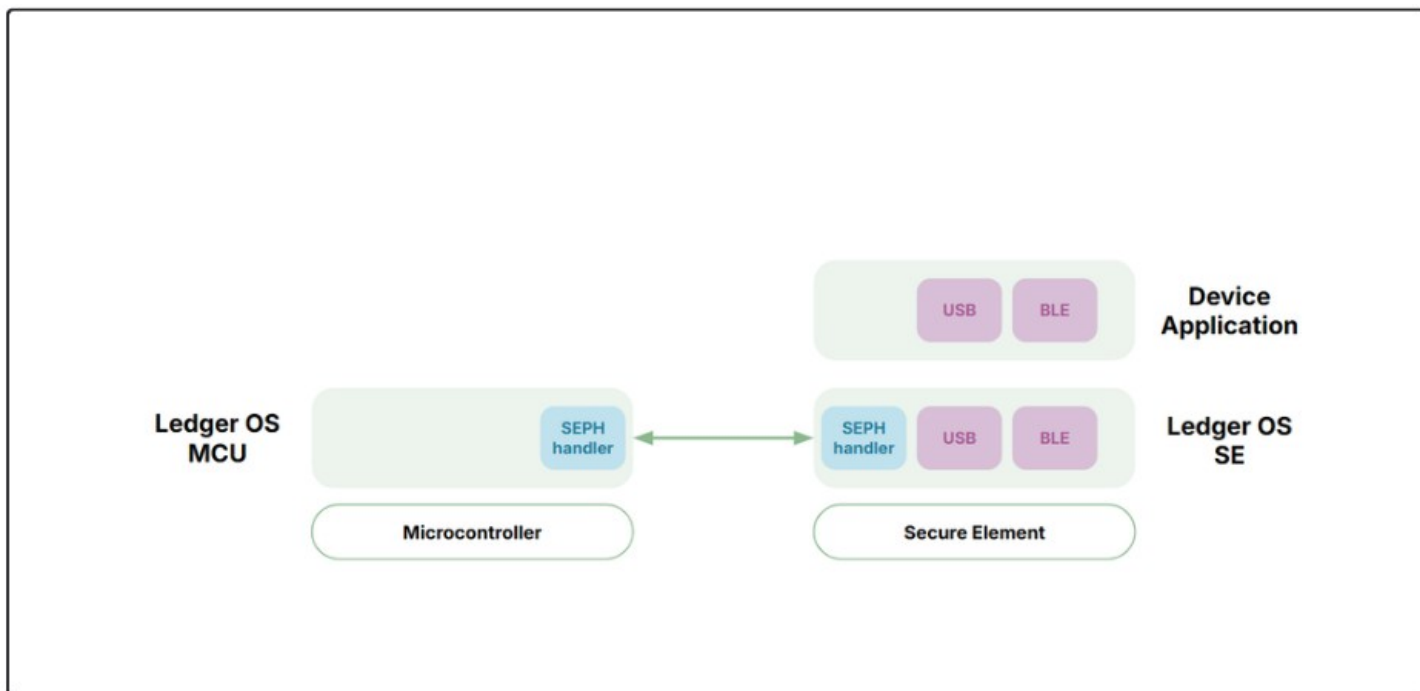 USB
BLE
Device
Application
Ledger OS
MCU
SEPH
handler
SEPH
handler
USB
BLE
Ledger OS
SE
Microcontroller
Secure Element